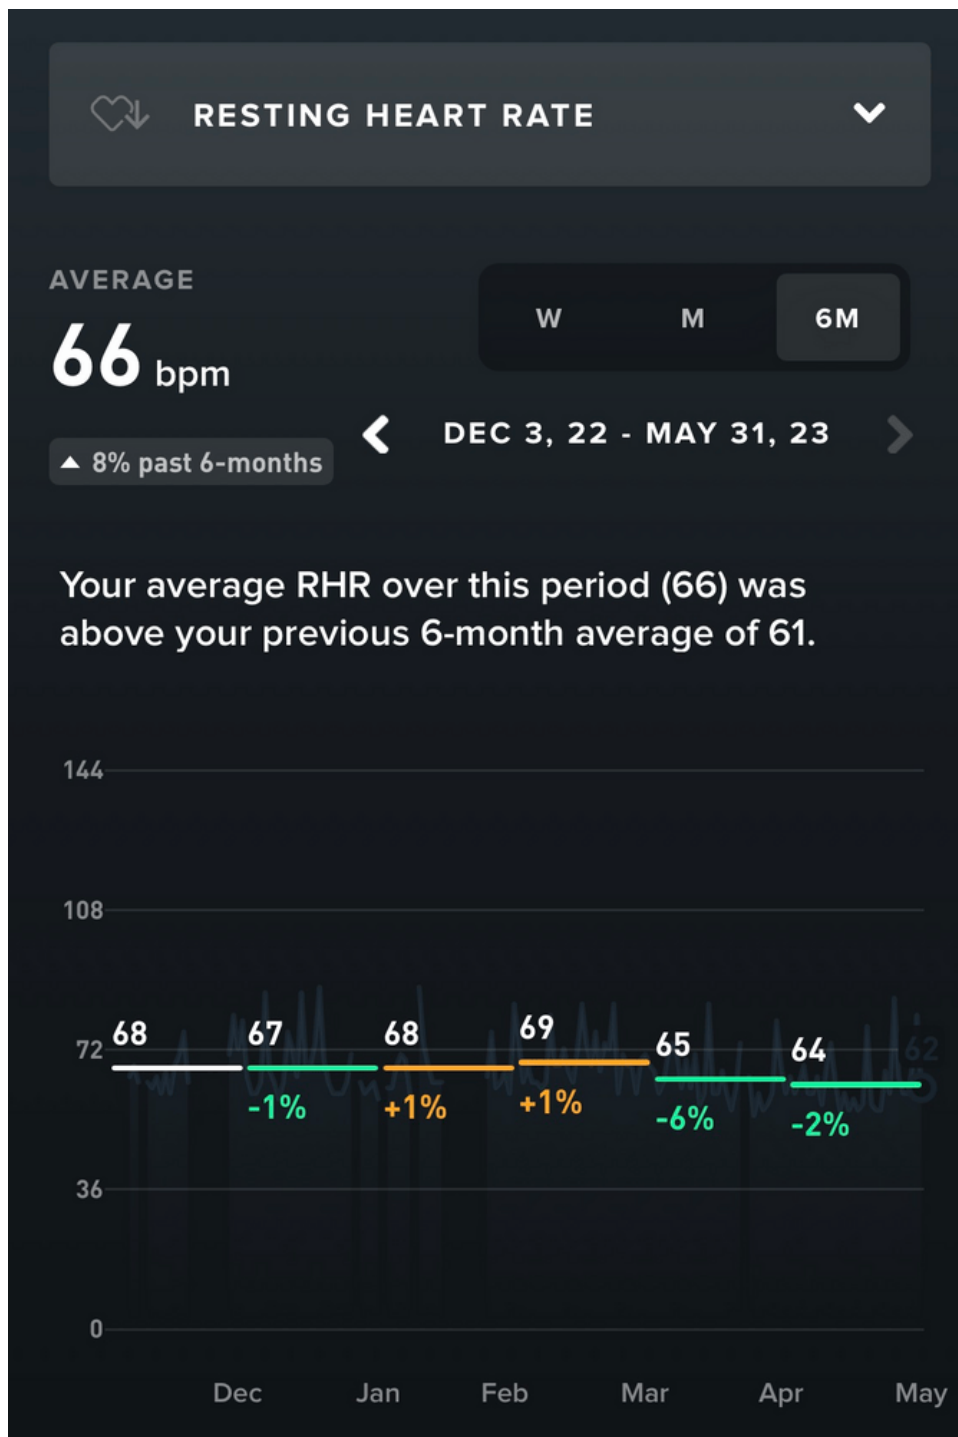 RESTING HEART RATE
AVERAGE
66 bpm
W M 6M
DEC 3, 22 - MAY 31, 23
8% past 6-months
Your average RHR over this period (66) was
above your previous 6-month average of 61.
144
108
68 67 68 69 65 64 62
72
-1% +1% +1% -6% -2%
36
0
Dec Jan Feb Mar Apr May